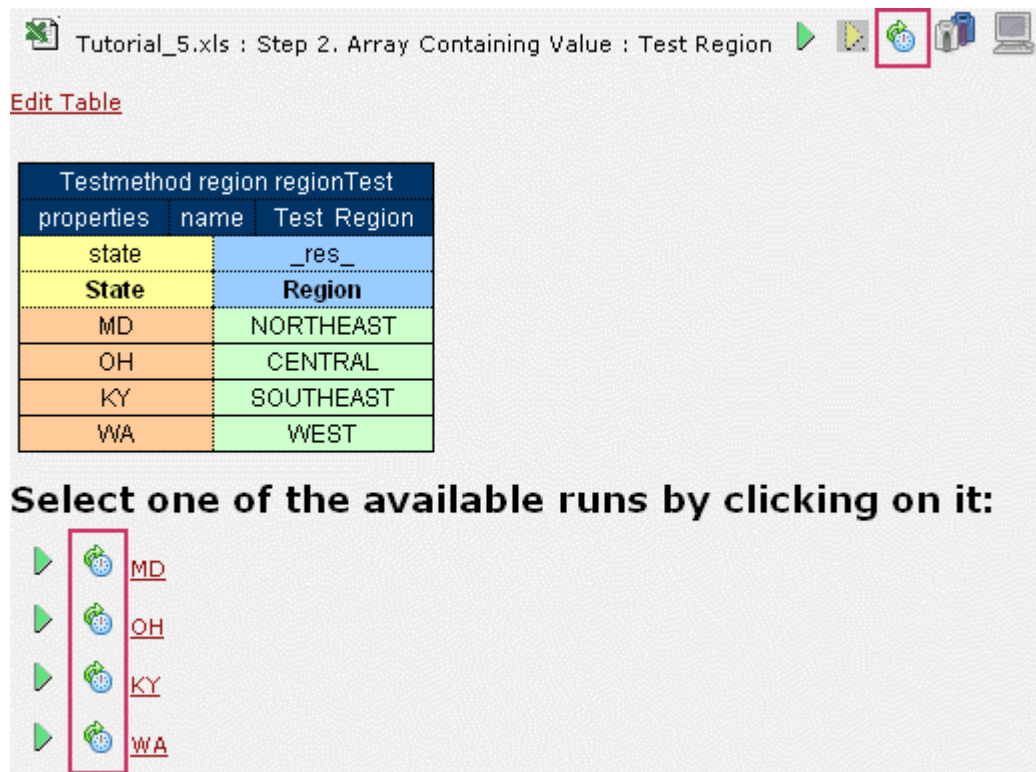 Tutorial_5.xls : Step 2. Array Containing Value : Test Region
Edit Table
Testmethod region regionTest
properties name Test Region
state _res_
State Region
MD NORTHEAST
OH CENTRAL
KY SOUTHEAST
WA WEST
Select one of the available runs by clicking on it:
MD
OH
KY
WA